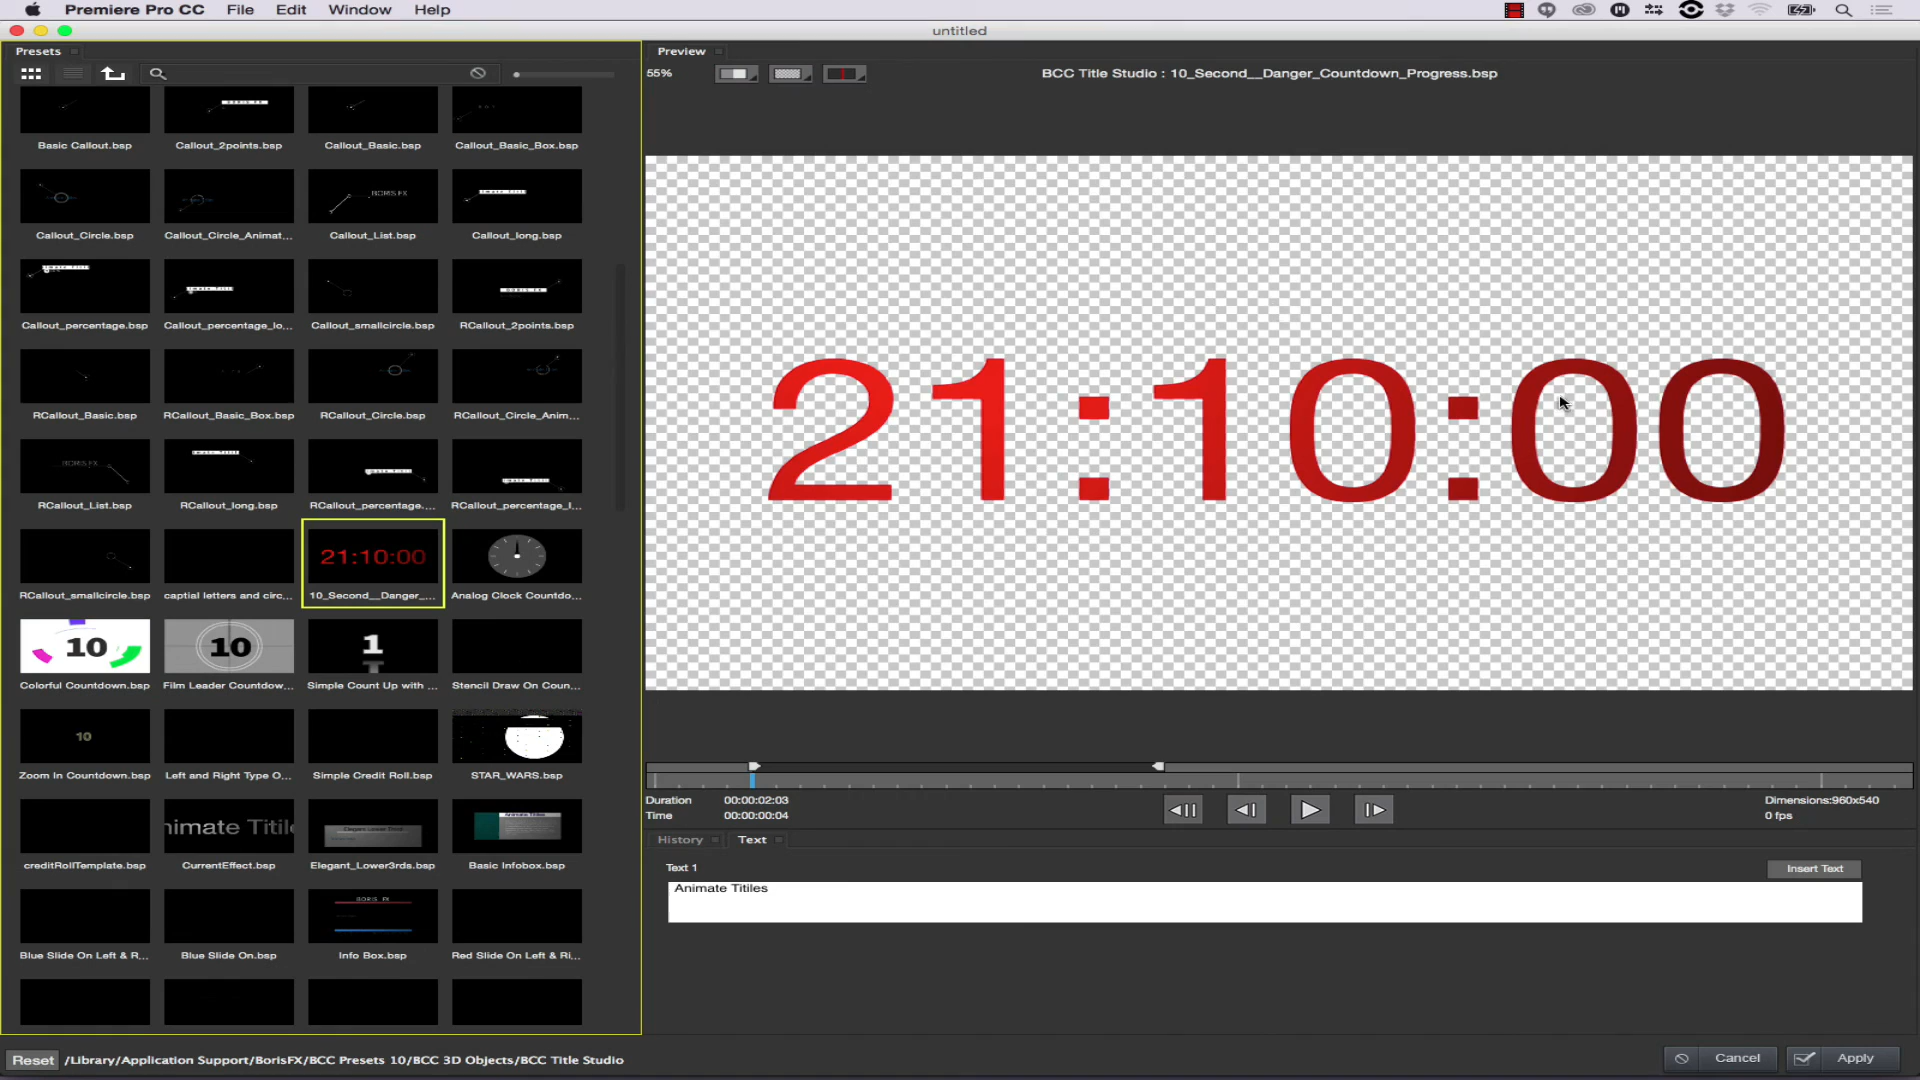 Premiere Pro CC File Edit Window Help
untitled
Presets
Preview
55%
BCC Title Studio : 10_Second__Danger_Countdown_Progress.bsp
Basic Callout.bsp Callout_2points.bsp Callout_Basic.bsp Callout_Basic_Box.bsp
BORIS FX
Callout_Circle.bsp Callout_Circle_Animat... Callout_List.bsp Callout_long.bsp
Callout_percentage.bsp Callout_percentage_lo... Callout_smallcircle.bsp RCallout_2points.bsp
RCallout_Basic.bsp RCallout_Basic_Box.bsp RCallout_Circle.bsp RCallout_Circle_Anim...
BORIS FX
RCallout_List.bsp RCallout_long.bsp RCallout_percentage.... RCallout_percentage_l...
21:10:00
RCallout_smallcircle.bsp captial letters and circ... 10_Second__Danger_... Analog Clock Countdo...
10 10 1
Colorful Countdown.bsp Film Leader Countdow... Simple Count Up with ... Stencil Draw On Coun...
10
Zoom In Countdown.bsp Left and Right Type O... Simple Credit Roll.bsp STAR_WARS.bsp
nimate Titile
creditRollTemplate.bsp CurrentEffect.bsp Elegant_Lower3rds.bsp Basic Infobox.bsp
BORIS FX
Blue Slide On Left & R... Blue Slide On.bsp Info Box.bsp Red Slide On Left & Ri...
21:10:00
Duration 00:00:02:03
Time 00:00:00:04
Dimensions:960x540
0 fps
History Text
Text 1
Insert Text
Animate Titiles
Reset /Library/Application Support/BorisFX/BCC Presets 10/BCC 3D Objects/BCC Title Studio
Cancel Apply